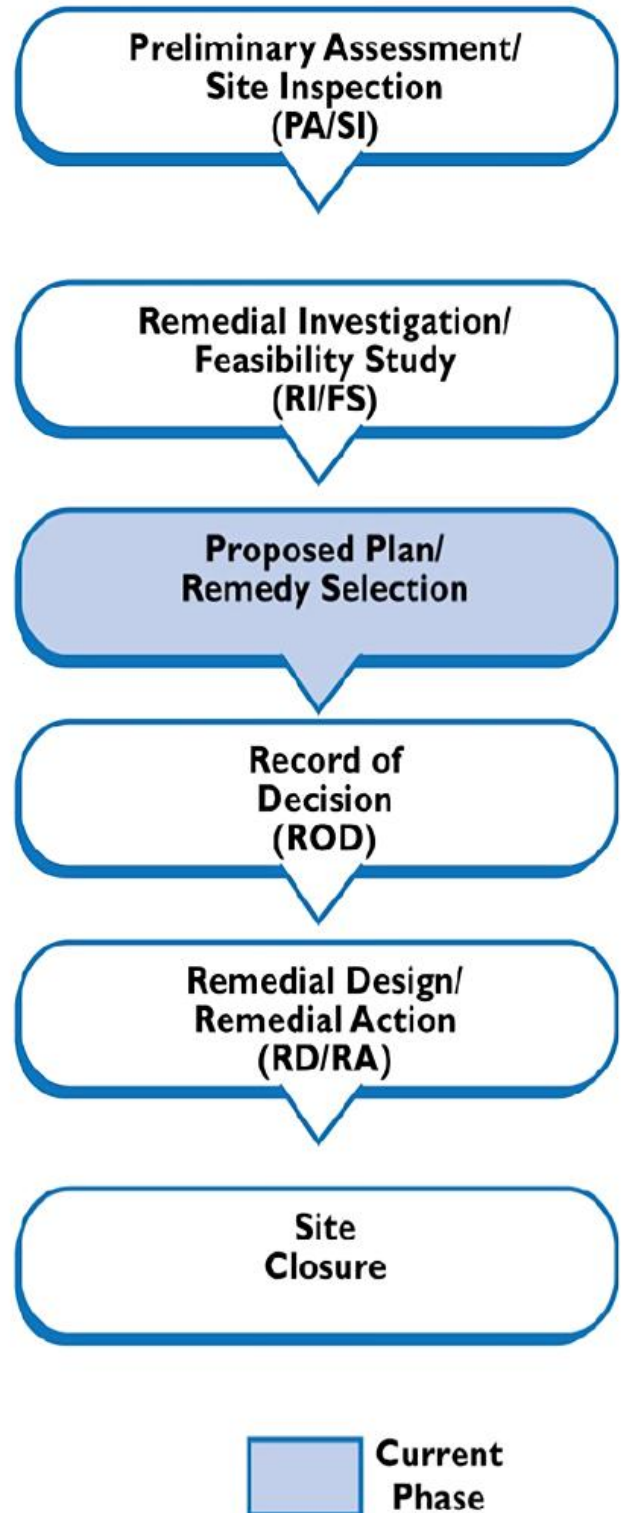 Preliminary Assessment/
Site Inspection
(PA/SI)
Remedial Investigation/
Feasibility Study
(RI/FS)
Proposed Plan/
Remedy Selection
Record of
Decision
(ROD)
Remedial Design/
Remedial Action
(RD/RA)
Site
Closure
Current
Phase